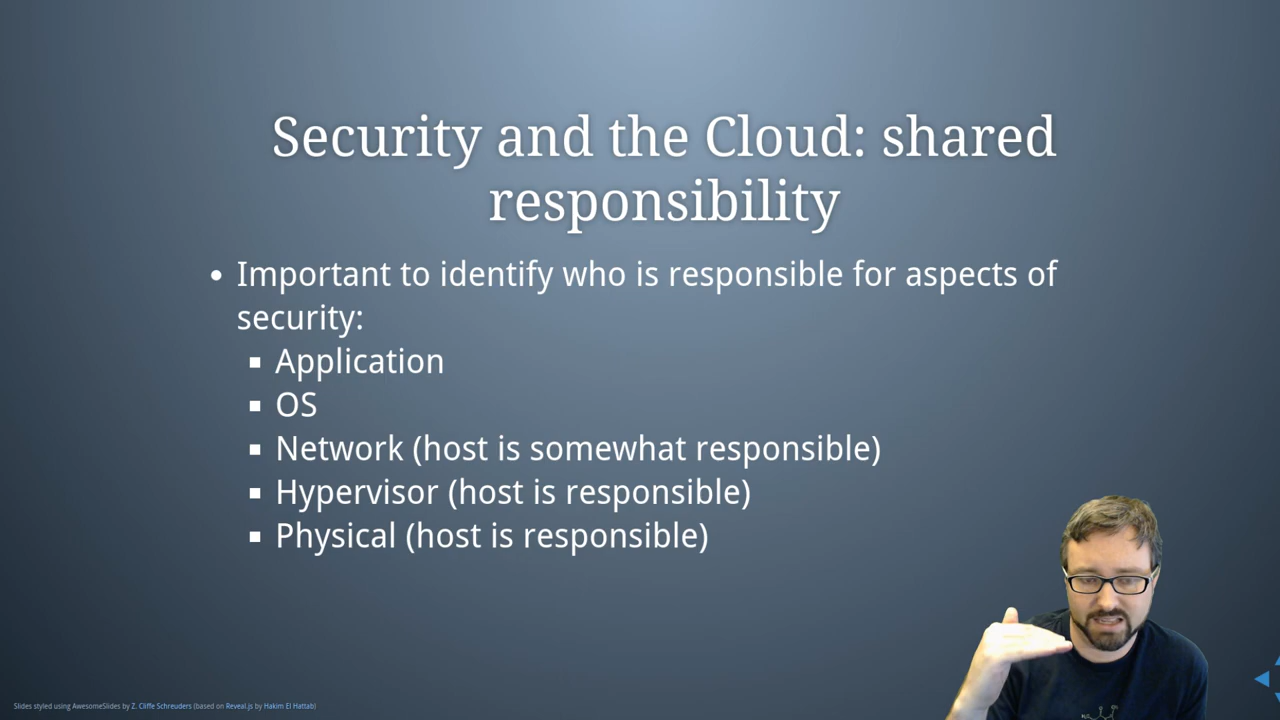 Security and the Cloud: shared
responsibility
Important to identify who is responsible for aspects of
security:
Application
OS
Network (host is somewhat responsible)
Hypervisor (host is responsible)
Physical (host is responsible)
Slides styled using AwesomeSlides by Z. Cliffe Schreuders (based on Reveal.js by Hakim El Hattab)